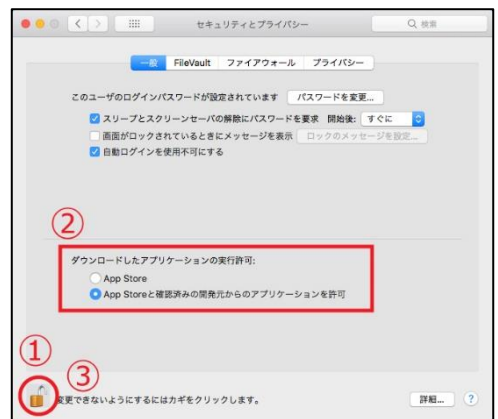 セキュリティとプライバシー
検索
一般 FileVault ファイアウォール プライバシー
このユーザのログインパスワードが設定されています パスワードを変更...
スリープとスクリーンセーバの解除にパスワードを要求 開始後: すぐに
画面がロックされているときにメッセージを表示 ロックのメッセージを設定...
自動ログインを使用不可にする
②
ダウンロードしたアプリケーションの実行許可:
App Store
App Storeと確認済みの開発元からのアプリケーションを許可
①
③
変更できないようにするにはカギをクリックします。 詳細... ?